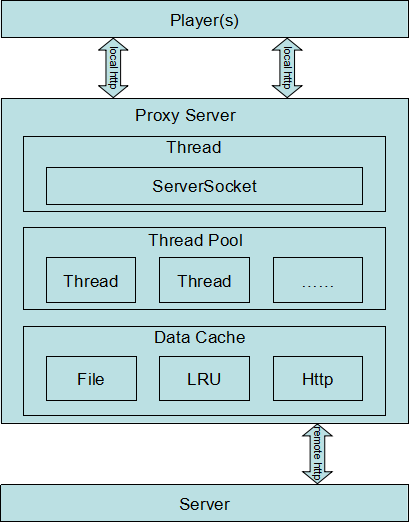 Player(s)
local http
local http
Proxy Server
Thread
ServerSocket
Thread Pool
Thread
Thread
……
Data Cache
File
LRU
Http
remote http
Server